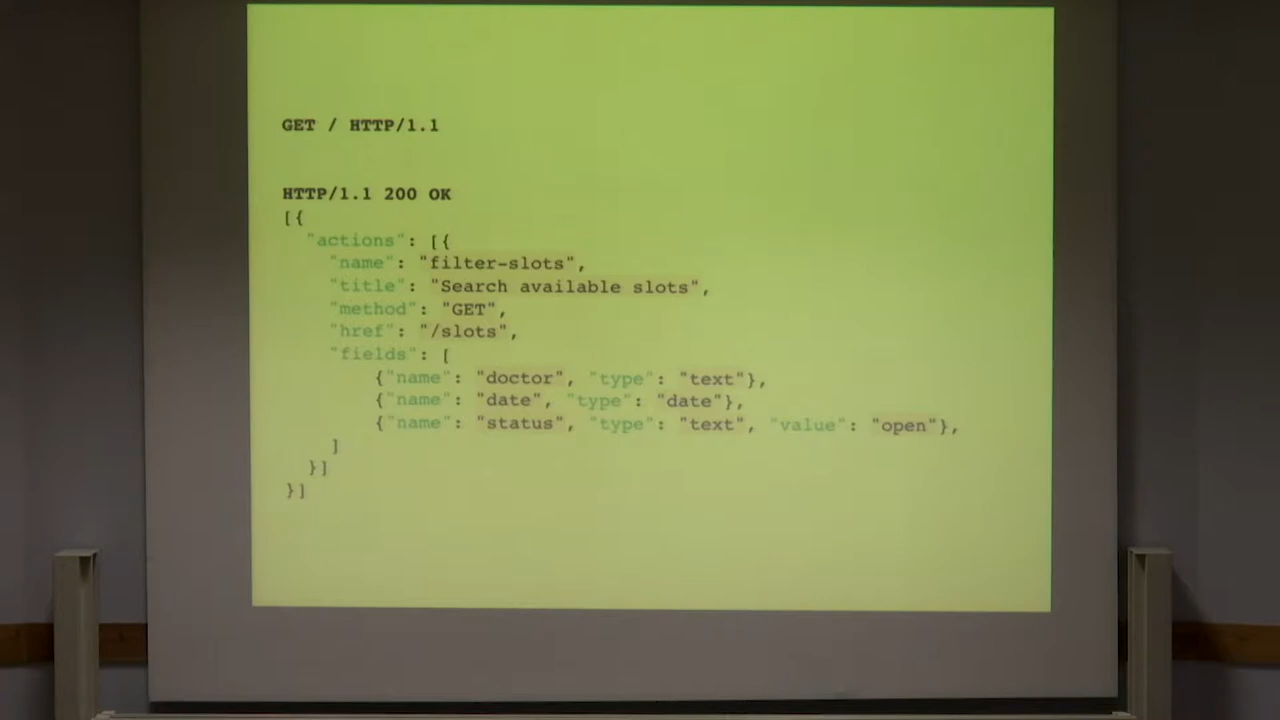 GET / HTTP/1.1
HTTP/1.1 200 OK
[{
"actions": [{
"name": "filter-slots",
"title": "Search available slots",
"method": "GET",
"href": "/slots",
"fields": [
{"name": "doctor", "type": "text"},
{"name": "date", "type": "date"},
{"name": "status", "type": "text", "value": "open"},
]
}]
}]